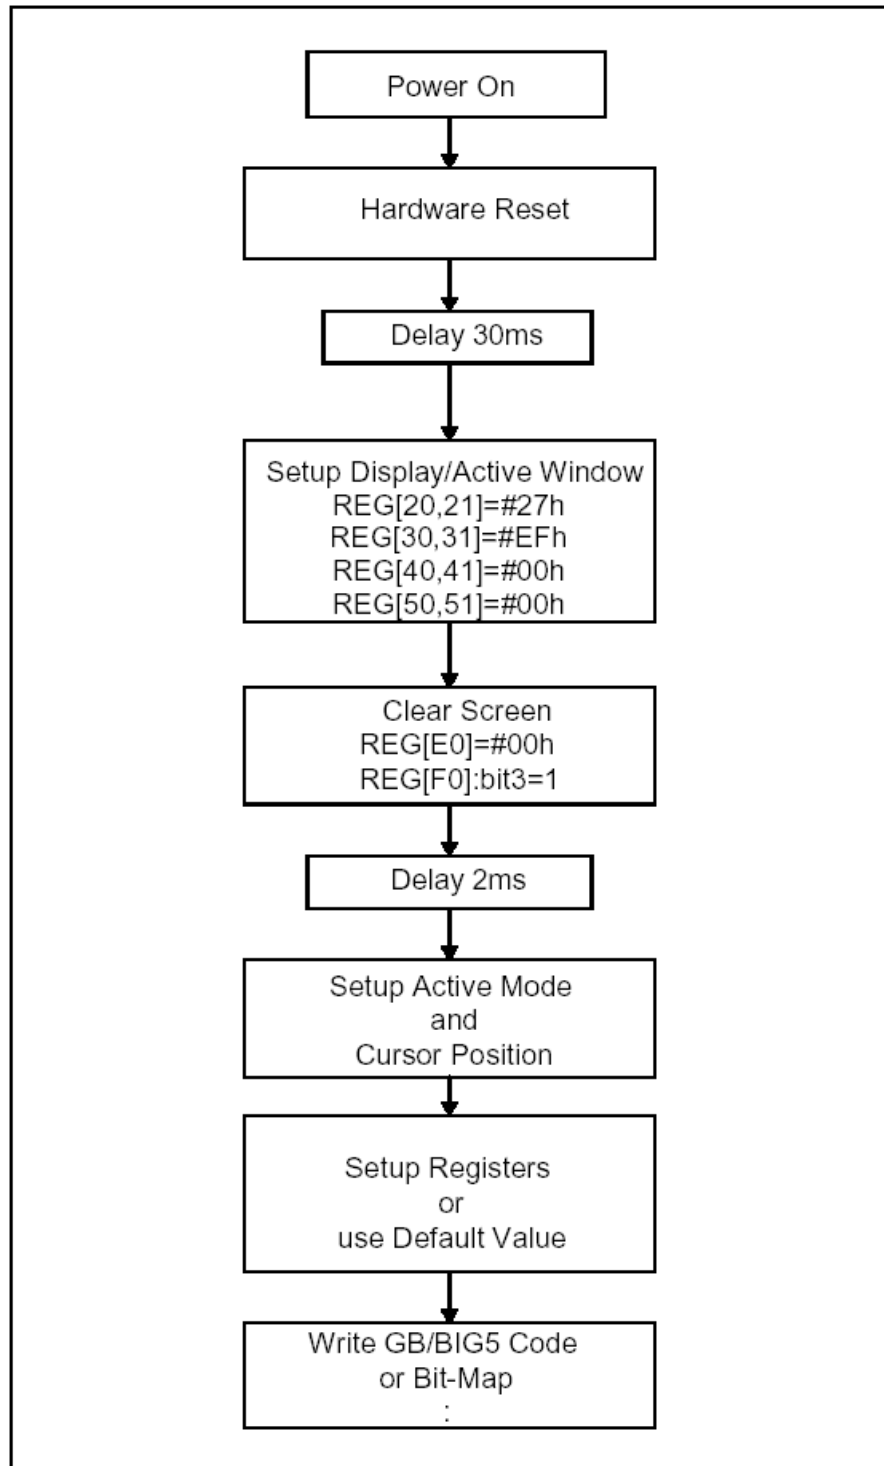 Power On
Hardware Reset
Delay 30ms
Setup Display/Active Window
REG[20,21]=#27h
REG[30,31]=#EFh
REG[40,41]=#00h
REG[50,51]=#00h
Clear Screen
REG[E0]=#00h
REG[F0]:bit3=1
Delay 2ms
Setup Active Mode
and
Cursor Position
Setup Registers
or
use Default Value
Write GB/BIG5 Code
or Bit-Map
: